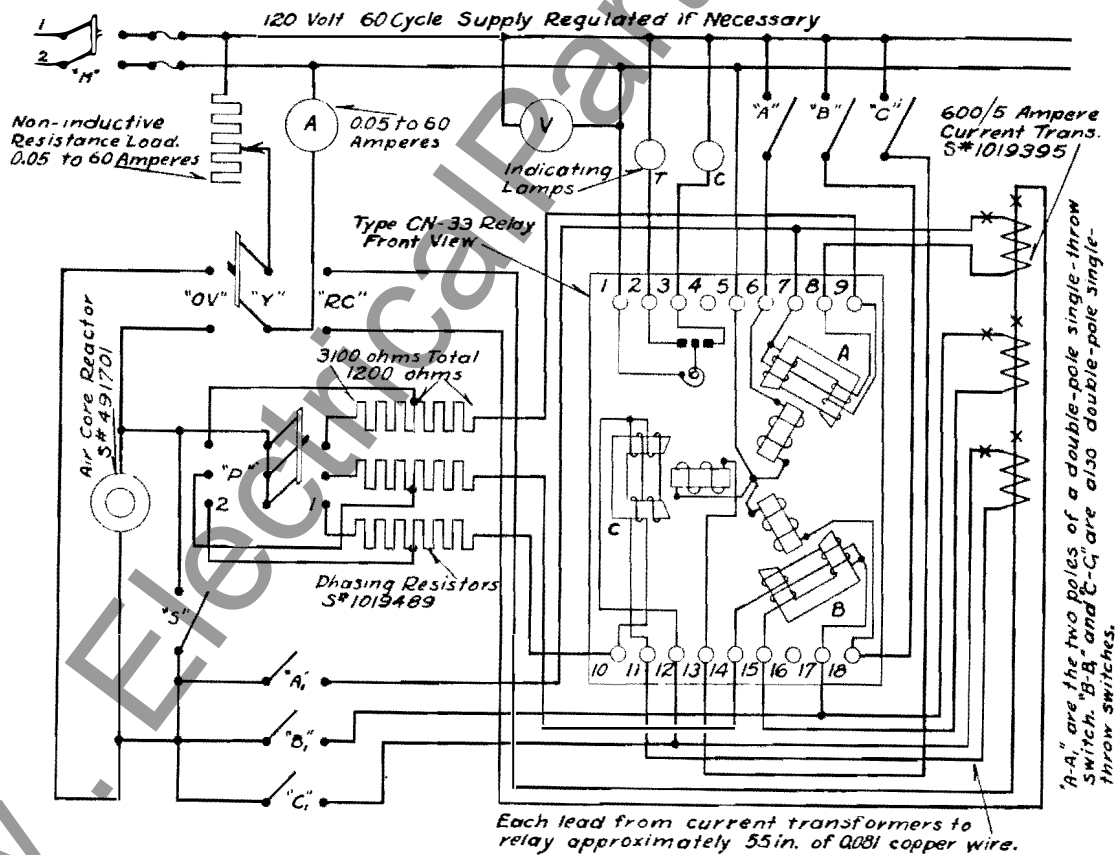 120 Volt 60 Cycle Supply Regulated if Necessary
1
2
"M"
Non-inductive
Resistance Load.
0.05 to 60 Amperes
A
0.05 to 60
Amperes
V
Indicating
Lamps
T
C
"A"
"B"
"C"
600/5 Ampere
Current Trans.
S#1019395
Type CN-33 Relay
Front View
"OV"
"Y"
"RC"
1 2 3 4 5 6 7 8 9
A
B
C
10 11 12 13 14 15 16 17 18
3100 ohms Total
1200 ohms
Air Core Reactor
S# 491701
"P"
2
1
Phasing Resistors
S#1019489
"S"
"A₁"
"B₁"
"C₁"
"A-A₁" are the two poles of a double-pole single-throw
switch. "B-B₁" and "C-C₁" are also double-pole single-
throw switches.
Each lead from current transformers to
relay approximately 55 in. of 0.081 copper wire.
. ElectricalPar